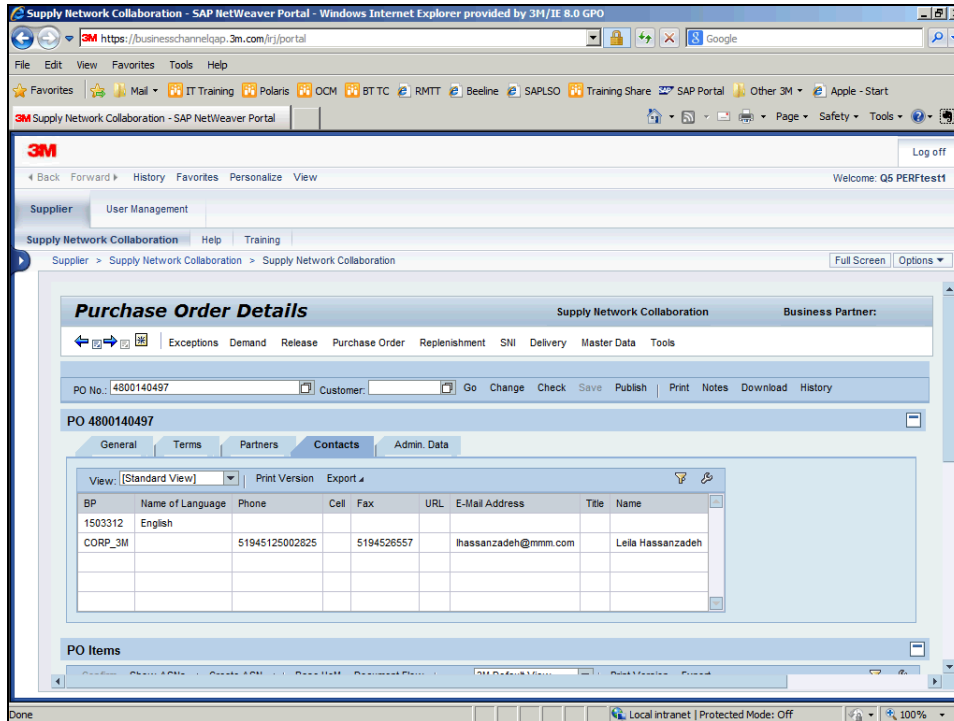 Supply Network Collaboration - SAP NetWeaver Portal - Windows Internet Explorer provided by 3M/IE 8.0 GPO
3M https://businesschannelqap.3m.com/irj/portal
Google
File Edit View Favorites Tools Help
Favorites Mail IT Training Polaris OCM BT TC RMTT Beeline SAPLSO Training Share SAP Portal Other 3M Apple - Start
3M Supply Network Collaboration - SAP NetWeaver Portal
Page Safety Tools
3M
Log off
Back Forward History Favorites Personalize View
Welcome: Q5 PERFtest1
Supplier User Management
Supply Network Collaboration Help Training
Supplier > Supply Network Collaboration > Supply Network Collaboration
Full Screen Options
Purchase Order Details
Supply Network Collaboration
Business Partner:
Exceptions Demand Release Purchase Order Replenishment SNI Delivery Master Data Tools
PO No.: 4800140497 Customer: Go Change Check Save Publish Print Notes Download History
PO 4800140497
General Terms Partners Contacts Admin. Data
View: [Standard View] Print Version Export
BP Name of Language Phone Cell Fax URL E-Mail Address Title Name
1503312 English
CORP_3M 51945125002825 5194526557 lhassanzadeh@mmm.com Leila Hassanzadeh
PO Items
Done
Local intranet | Protected Mode: Off
100%